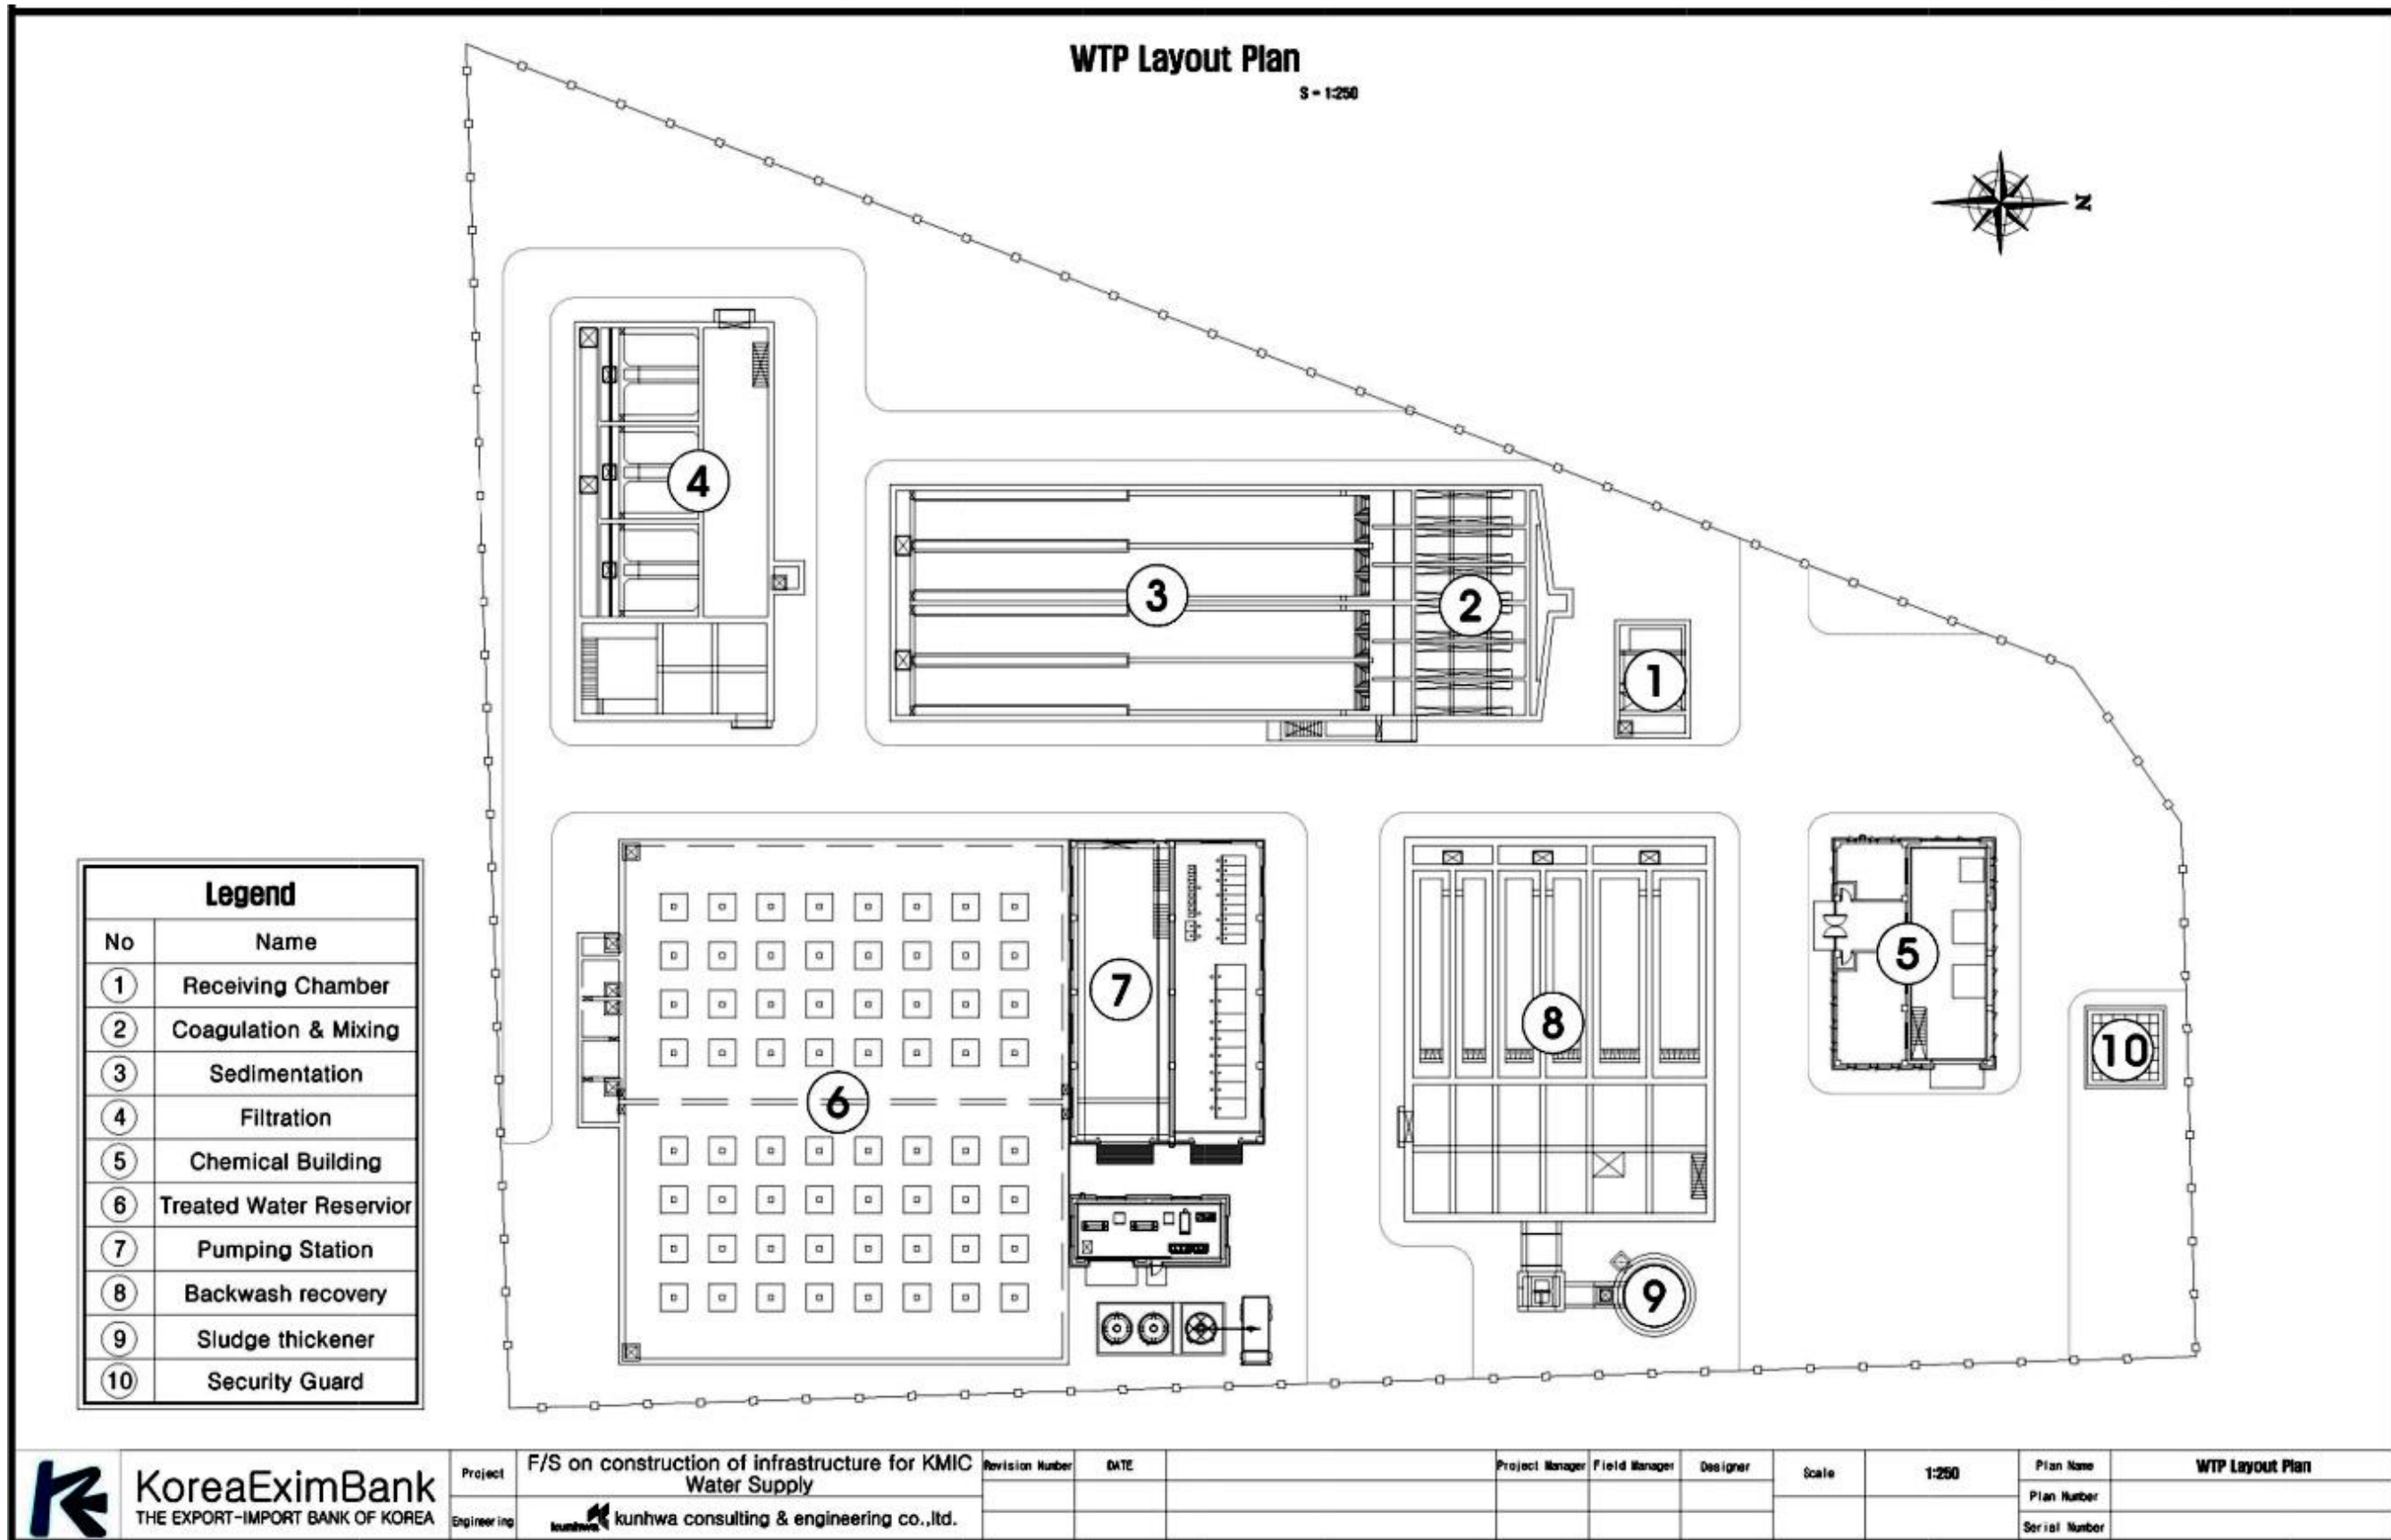 WTP Layout Plan
S = 1:250
N
4
3
2
1
7
5
8
10
6
9
Legend
No Name
1 Receiving Chamber
2 Coagulation & Mixing
3 Sedimentation
4 Filtration
5 Chemical Building
6 Treated Water Reservior
7 Pumping Station
8 Backwash recovery
9 Sludge thickener
10 Security Guard
KoreaEximBank
THE EXPORT-IMPORT BANK OF KOREA
Project
F/S on construction of infrastructure for KMIC
Water Supply
Engineering
kunhwa kunhwa consulting & engineering co.,ltd.
Revision Number DATE
Project Manager Field Manager Designer
Scale 1:250
Plan Name WTP Layout Plan
Plan Number
Serial Number